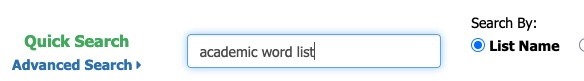 Search By:
Quick Search
academic word list
List Name
Advanced Search